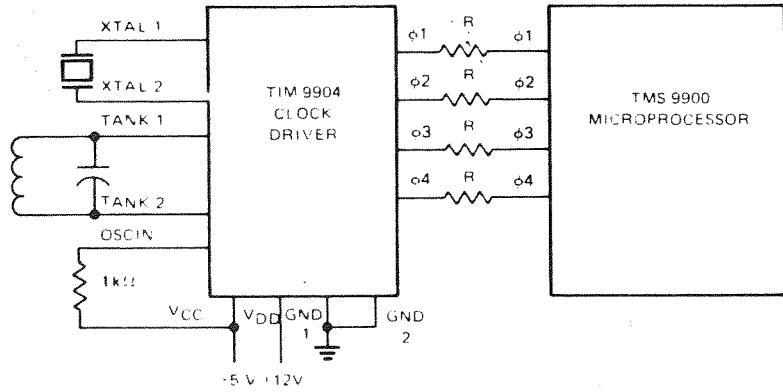 XTAL 1
XTAL 2
TANK 1
TANK 2
OSCIN
1kΩ
VCC
VDD
GND 1
GND 2
+5 V
+12V
TIM 9904
CLOCK
DRIVER
ϕ1 R ϕ1
ϕ2 R ϕ2
ϕ3 R ϕ3
ϕ4 R ϕ4
TMS 9900
MICROPROCESSOR